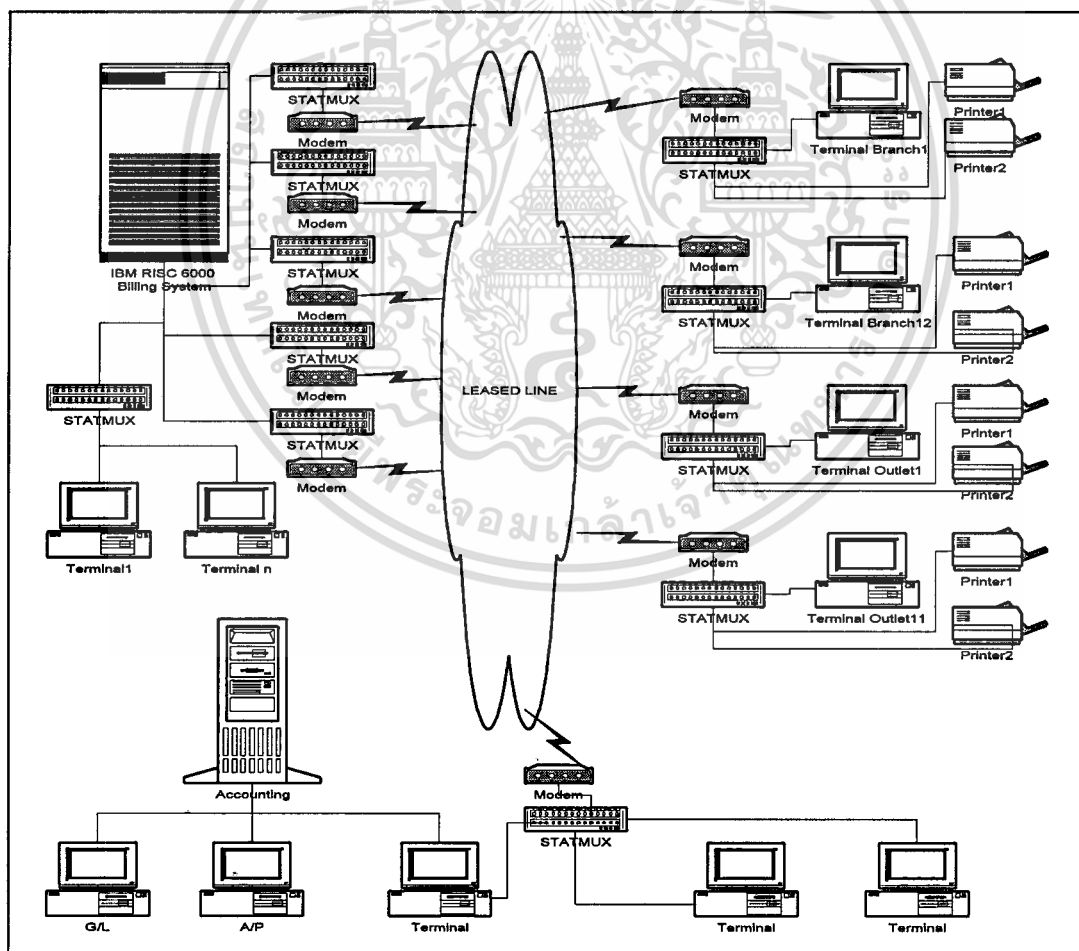 STATMUX
Modem
STATMUX
Modem
STATMUX
Modem
STATMUX
Modem
STATMUX
Modem
IBM RISC 6000
Billing System
STATMUX
Terminal1
Terminal n
LEASED LINE
Modem
STATMUX
Terminal Branch1
Printer1
Printer2
Modem
STATMUX
Terminal Branch12
Printer1
Printer2
Modem
STATMUX
Terminal Outlet1
Printer1
Printer2
Modem
STATMUX
Terminal Outlet11
Printer1
Printer2
Accounting
G/L
A/P
Terminal
Modem
STATMUX
Terminal
Terminal